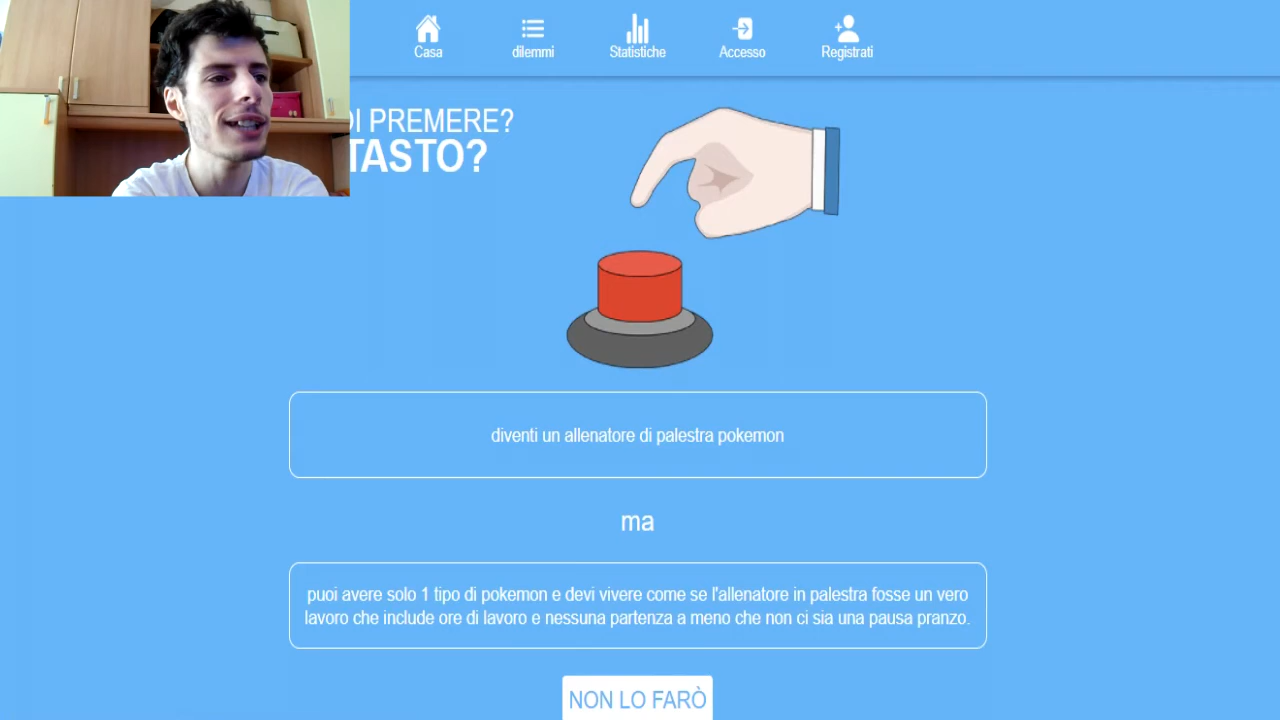 Casa
dilemmi
Statistiche
Accesso
Registrati
DI PREMERE?
TASTO?
diventi un allenatore di palestra pokemon
ma
puoi avere solo 1 tipo di pokemon e devi vivere come se l'allenatore in palestra fosse un vero
lavoro che include ore di lavoro e nessuna partenza a meno che non ci sia una pausa pranzo.
NON LO FARÒ